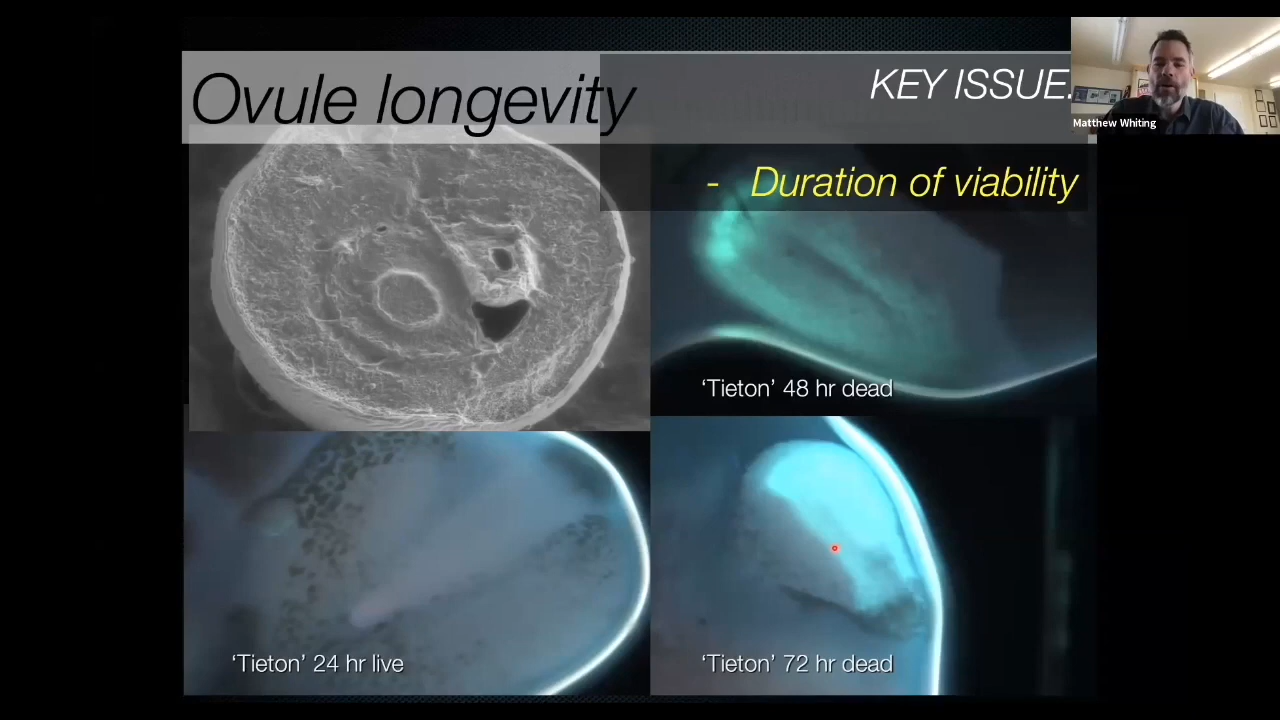 Ovule longevity
KEY ISSUE.
Matthew Whiting
- Duration of viability
'Tieton' 48 hr dead
'Tieton' 24 hr live
'Tieton' 72 hr dead